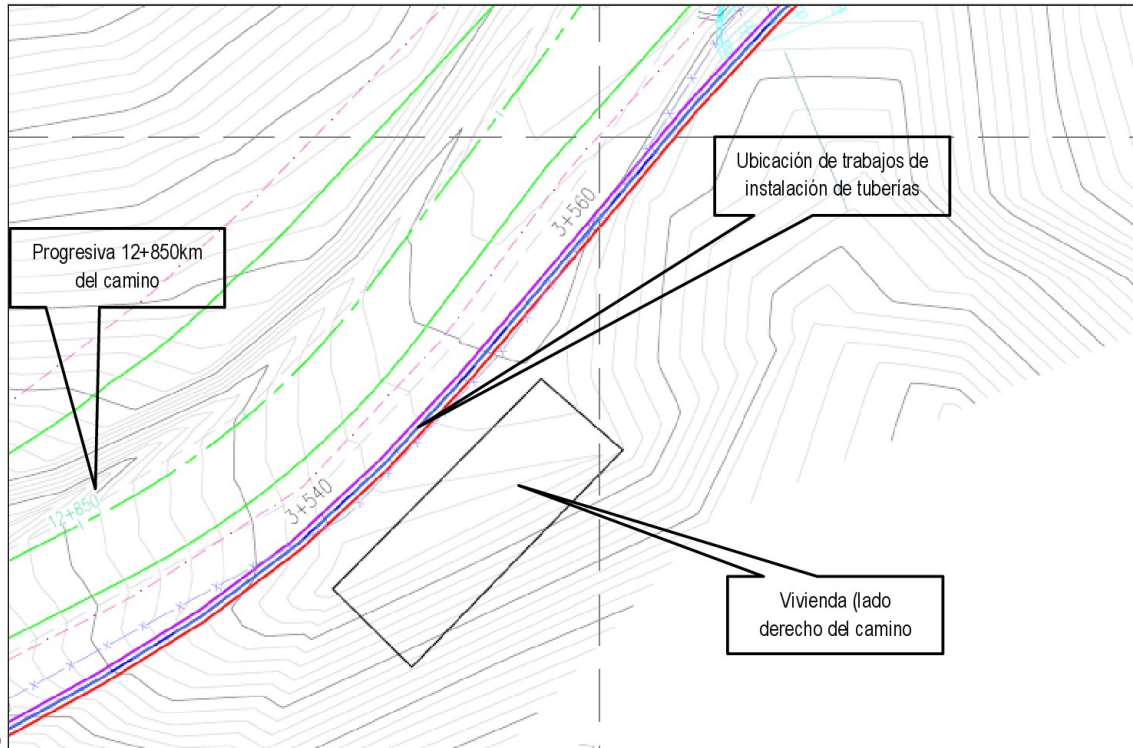 Ubicación de trabajos de
instalación de tuberías
3+560
Progresiva 12+850km
del camino
3+540
12+850
Vivienda (lado
derecho del camino